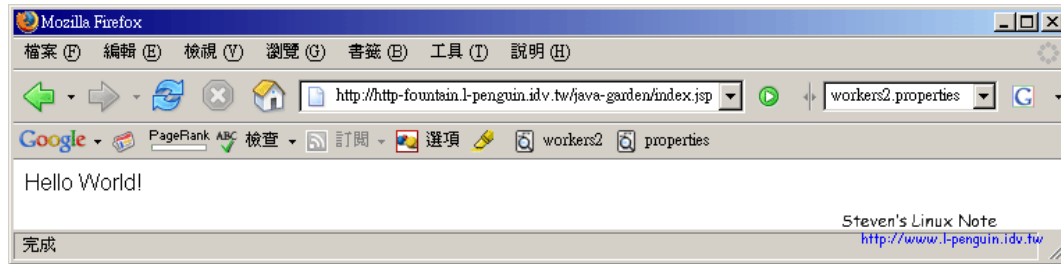 Mozilla Firefox
檔案 (F) 編輯 (E) 檢視 (V) 瀏覽 (G) 書籤 (B) 工具 (T) 說明 (H)
http://http-fountain.l-penguin.idv.tw/java-garden/index.jsp workers2.properties G
Google PageRank ABC 檢查 訂閱 選項 workers2 properties
Hello World!
Steven's Linux Note
完成 http://www.l-penguin.idv.tw